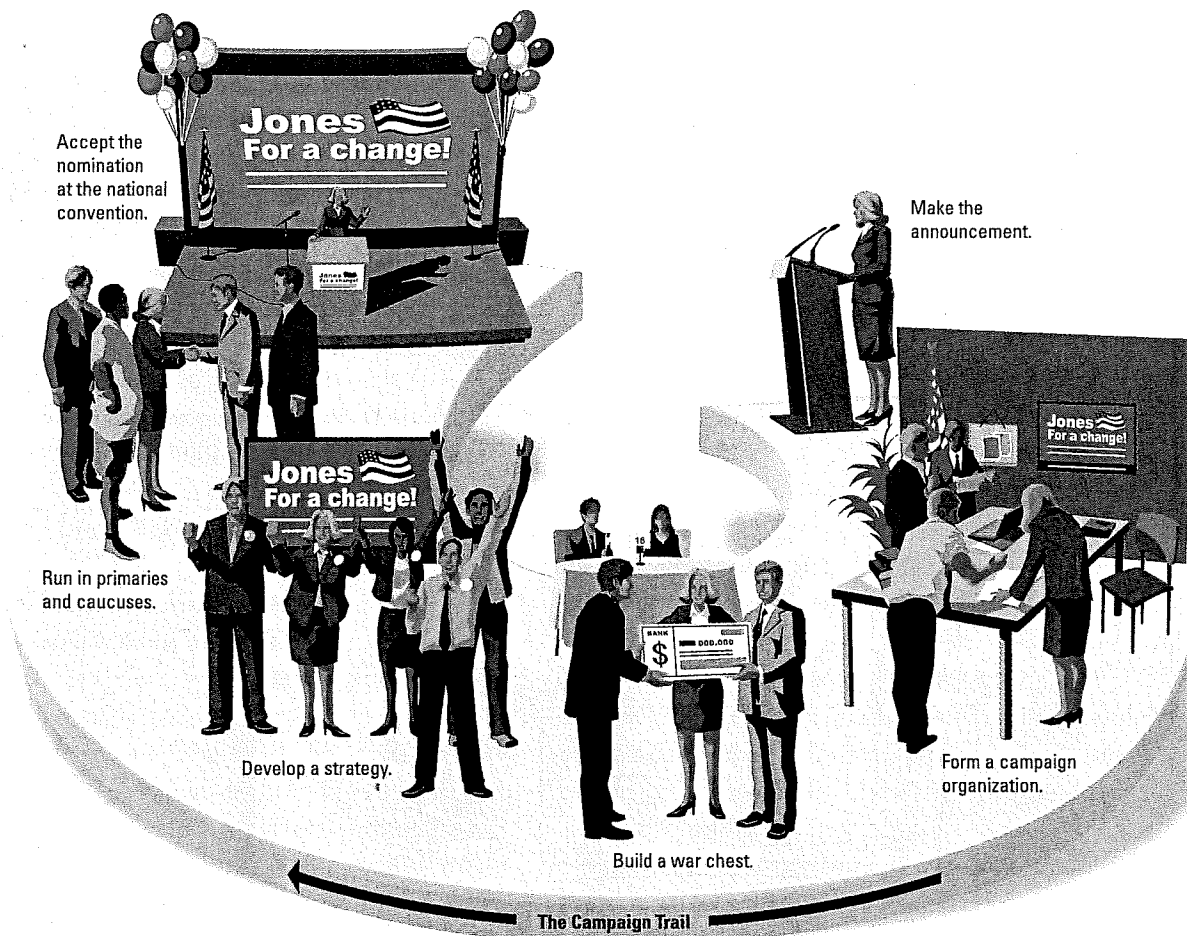 Jones
For a change!
Accept the
nomination
at the national
convention.
Jones
For a change!
Make the
announcement.
Jones
For a change!
Jones
For a change!
Run in primaries
and caucuses.
16
BANK
$ 000,000
Develop a strategy.
Form a campaign
organization.
Build a war chest.
The Campaign Trail